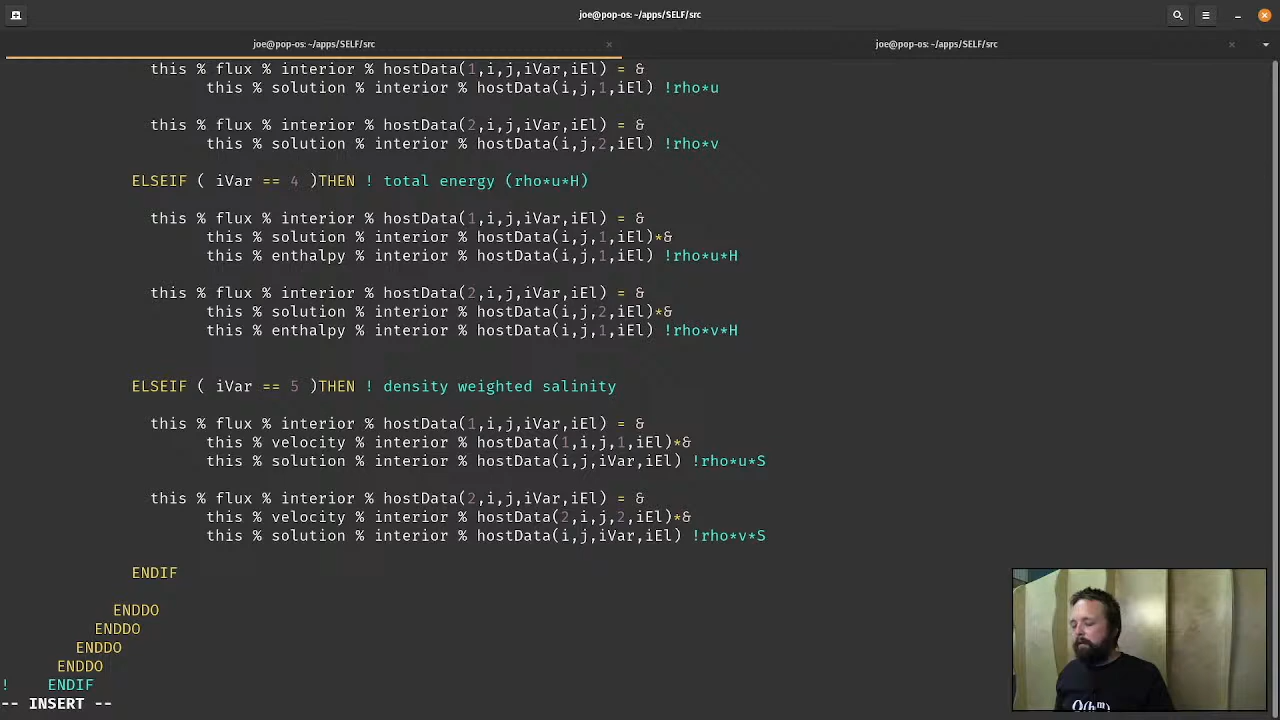 joe@pop-os: ~/apps/SELF/src
joe@pop-os: ~/apps/SELF/src
joe@pop-os: ~/apps/SELF/src
this % flux % interior % hostData(1,i,j,iVar,iEl) = &
this % solution % interior % hostData(i,j,1,iEl) !rho*u
this % flux % interior % hostData(2,i,j,iVar,iEl) = &
this % solution % interior % hostData(i,j,2,iEl) !rho*v
ELSEIF ( iVar == 4 )THEN ! total energy (rho*u*H)
this % flux % interior % hostData(1,i,j,iVar,iEl) = &
this % solution % interior % hostData(i,j,1,iEl)*&
this % enthalpy % interior % hostData(i,j,1,iEl) !rho*u*H
this % flux % interior % hostData(2,i,j,iVar,iEl) = &
this % solution % interior % hostData(i,j,2,iEl)*&
this % enthalpy % interior % hostData(i,j,1,iEl) !rho*v*H
ELSEIF ( iVar == 5 )THEN ! density weighted salinity
this % flux % interior % hostData(1,i,j,iVar,iEl) = &
this % velocity % interior % hostData(1,i,j,1,iEl)*&
this % solution % interior % hostData(i,j,iVar,iEl) !rho*u*S
this % flux % interior % hostData(2,i,j,iVar,iEl) = &
this % velocity % interior % hostData(2,i,j,2,iEl)*&
this % solution % interior % hostData(i,j,iVar,iEl) !rho*v*S
ENDIF
ENDDO
ENDDO
ENDDO
ENDDO
! ENDIF
-- INSERT --